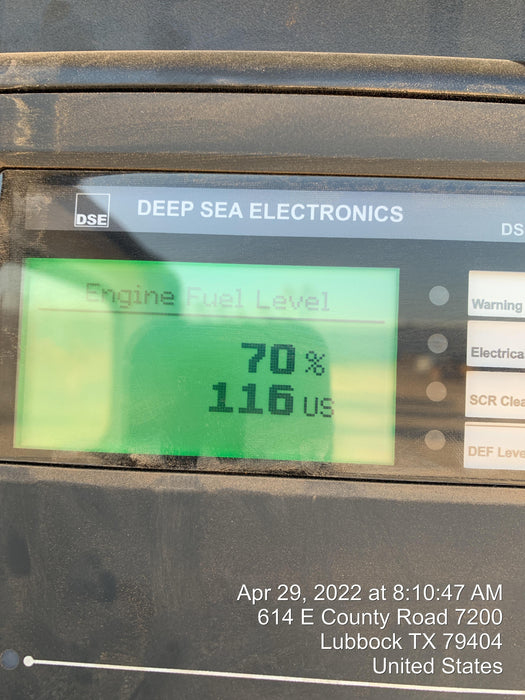 DSE
DEEP SEA ELECTRONICS
DS
Engine Fuel Level
70 %
116 US
Warning
Electrica
SCR Clea
DEF Leve
Apr 29, 2022 at 8:10:47 AM
614 E County Road 7200
Lubbock TX 79404
United States